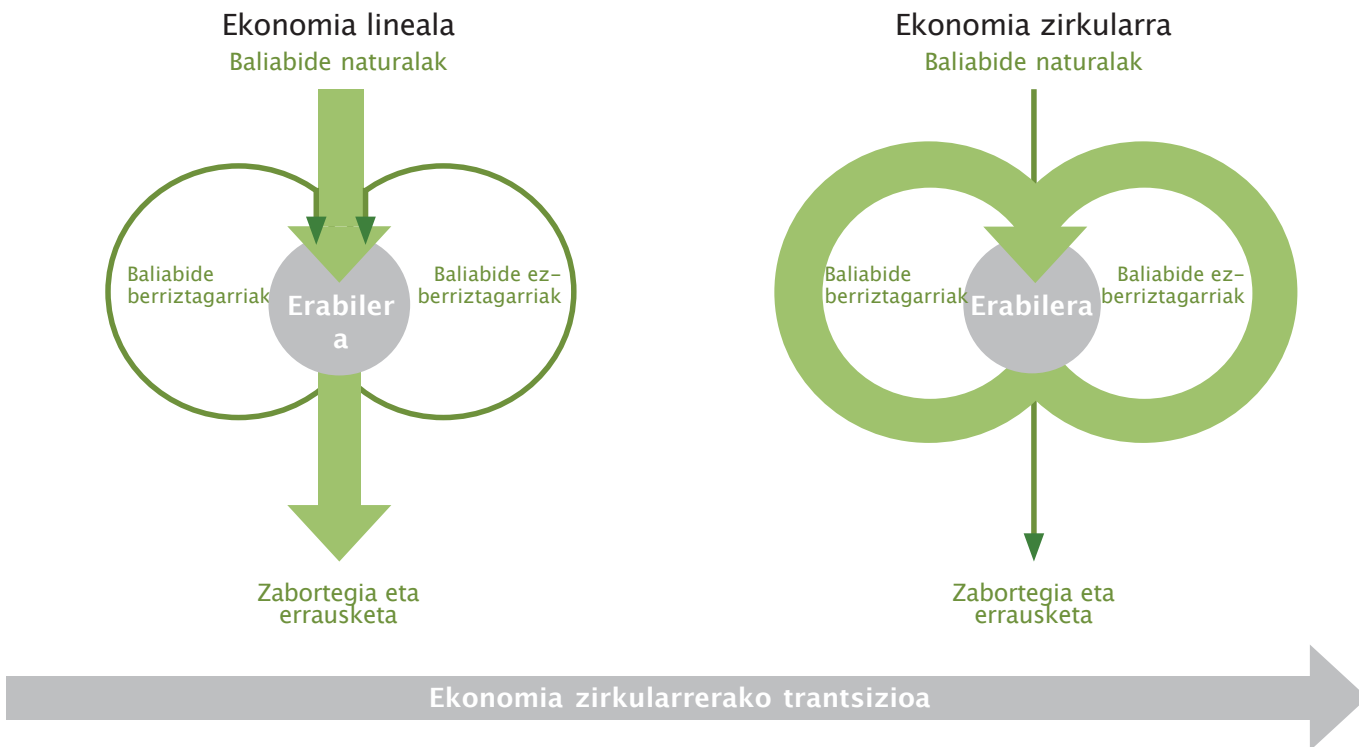 Ekonomia lineala
Baliabide naturalak
Baliabide
berriztagarriak
Erabiler
a
Baliabide ez-
berriztagarriak
Zabortegia eta
errausketa
Ekonomia zirkularra
Baliabide naturalak
Baliabide
berriztagarriak
Erabilera
Baliabide ez-
berriztagarriak
Zabortegia eta
errausketa
Ekonomia zirkularrerako trantsizioa